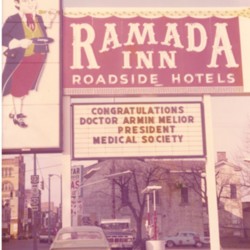 RAMADA
INN
ROADSIDE HOTELS
CONGRATULATIONS
DOCTOR ARMIN MELIOR
PRESIDENT
MEDICAL SOCIETY